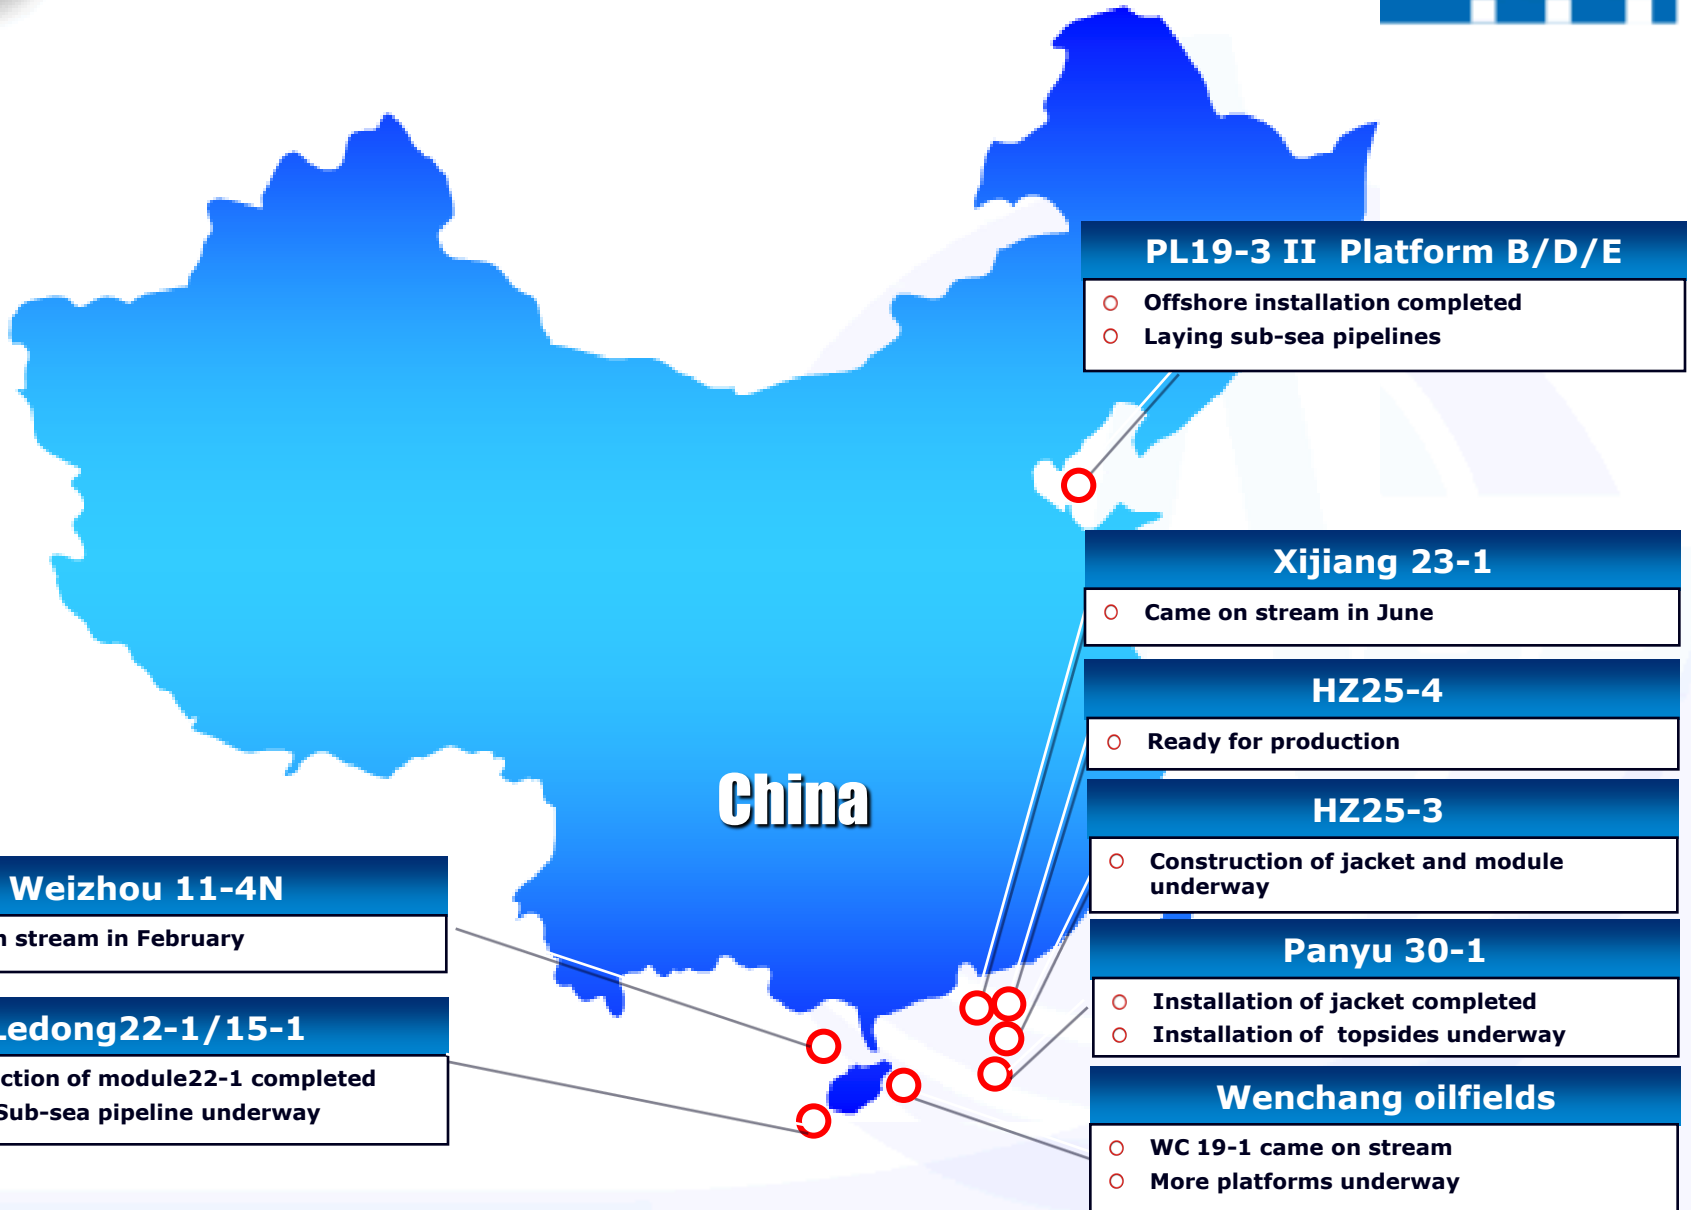 PL19-3 II Platform B/D/E
Offshore installation completed
Laying sub-sea pipelines
Xijiang 23-1
Came on stream in June
HZ25-4
Ready for production
HZ25-3
Construction of jacket and module
underway
Panyu 30-1
Installation of jacket completed
Installation of topsides underway
Wenchang oilfields
WC 19-1 came on stream
More platforms underway
China
Weizhou 11-4N
stream in February
Ledong22-1/15-1
of module22-1 completed
Sub-sea pipeline underway